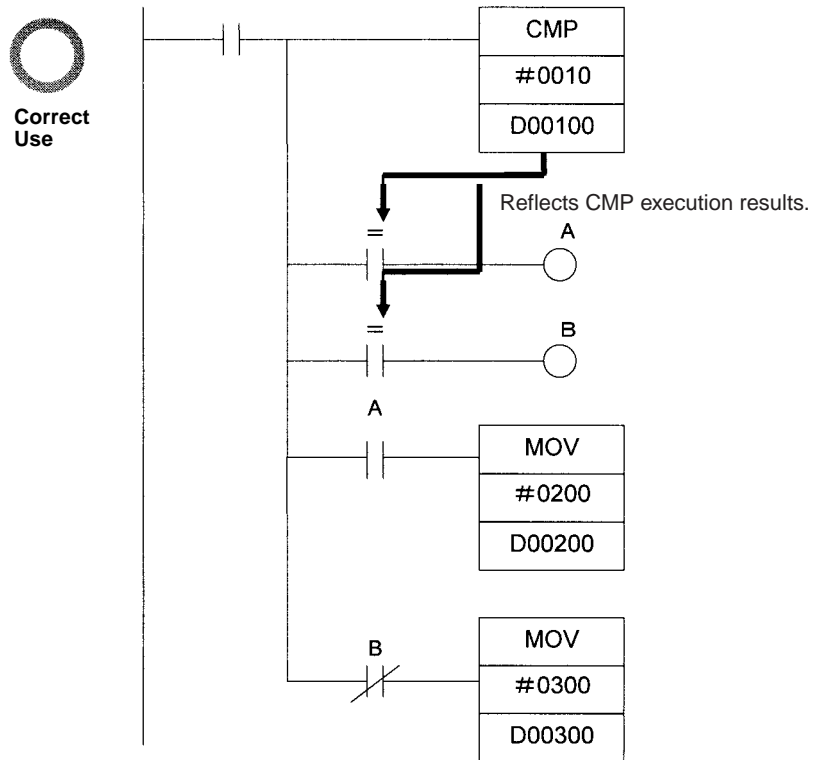 CMP
#0010
D00100
Correct
Use
Reflects CMP execution results.
=
A
=
B
A
MOV
#0200
D00200
B
MOV
#0300
D00300